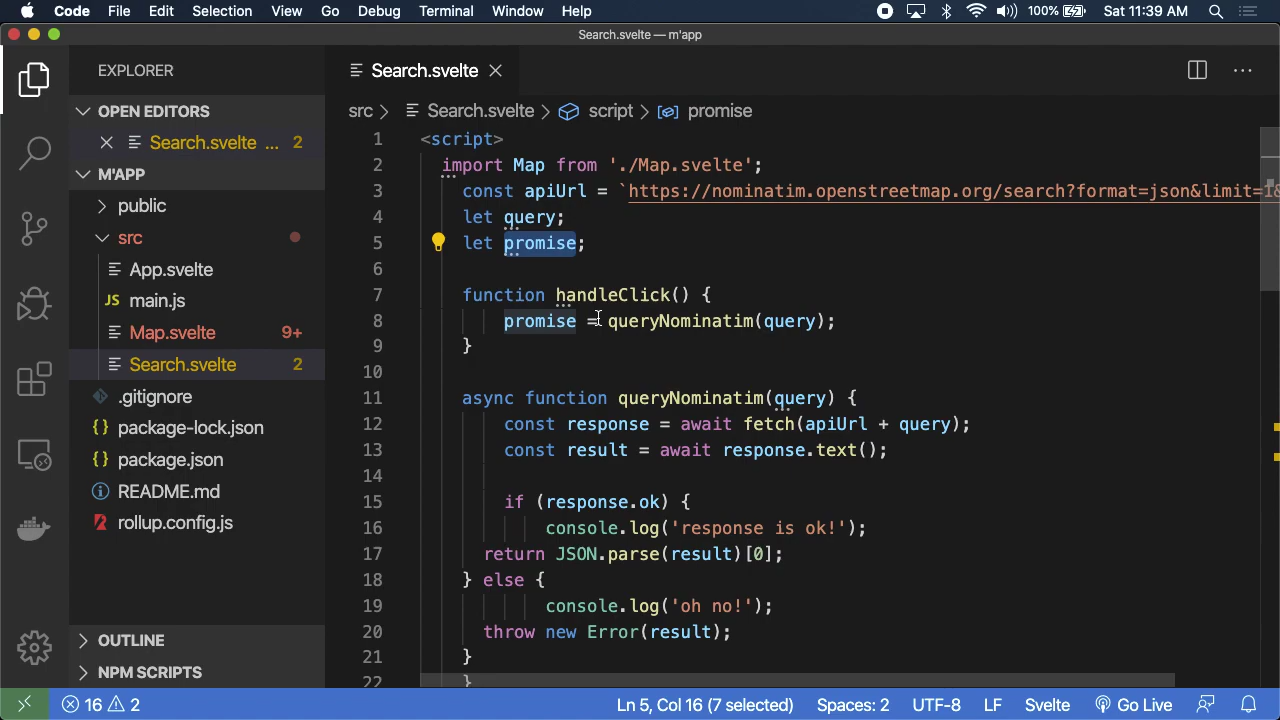 Code File Edit Selection View Go Debug Terminal Window Help 100% Sat 11:39 AM
Search.svelte — m'app
EXPLORER
OPEN EDITORS
Search.svelte ... 2
M'APP
public
src
App.svelte
JS main.js
Map.svelte 9+
Search.svelte 2
.gitignore
{} package-lock.json
{} package.json
README.md
rollup.config.js
OUTLINE
NPM SCRIPTS
Search.svelte
src > Search.svelte > script > promise
1 <script>
2 import Map from './Map.svelte';
3 const apiUrl = `https://nominatim.openstreetmap.org/search?format=json&limit=1&
4 let query;
5 let promise;
6
7 function handleClick() {
8 promise = queryNominatim(query);
9 }
10
11 async function queryNominatim(query) {
12 const response = await fetch(apiUrl + query);
13 const result = await response.text();
14
15 if (response.ok) {
16 console.log('response is ok!');
17 return JSON.parse(result)[0];
18 } else {
19 console.log('oh no!');
20 throw new Error(result);
21 }
22 }
16 2 Ln 5, Col 16 (7 selected) Spaces: 2 UTF-8 LF Svelte Go Live